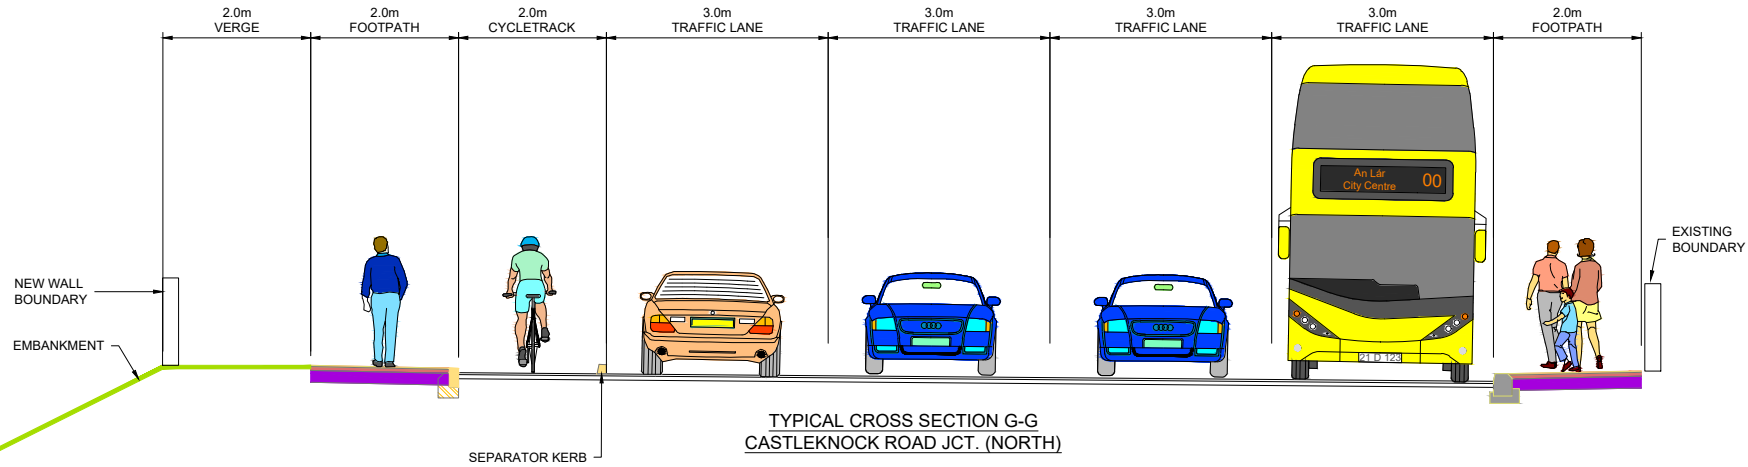 2.0m
VERGE
2.0m
FOOTPATH
2.0m
CYCLETRACK
3.0m
TRAFFIC LANE
3.0m
TRAFFIC LANE
3.0m
TRAFFIC LANE
3.0m
TRAFFIC LANE
2.0m
FOOTPATH
An Lár
City Centre
00
21 D 123
NEW WALL
BOUNDARY
EMBANKMENT
EXISTING
BOUNDARY
SEPARATOR KERB
TYPICAL CROSS SECTION G-G
CASTLEKNOCK ROAD JCT. (NORTH)